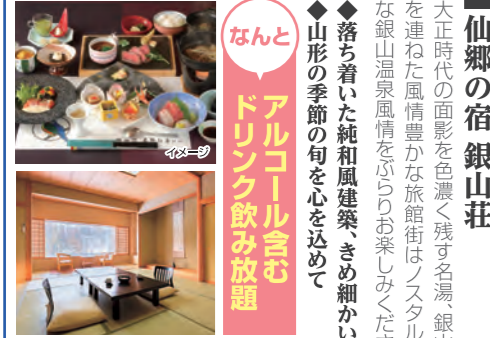 仙郷の宿 銀山荘
大正時代の面影を色濃く残す名湯、銀山
を連ねた風情豊かな旅館街はノスタル
な銀山温泉風情をぶらりお楽しみくだ
◆落ち着いた純和風建築、きめ細かい
◆山形の季節の旬を心を込めて
なんと
アルコール含む
ドリンク飲み放題
イメージ